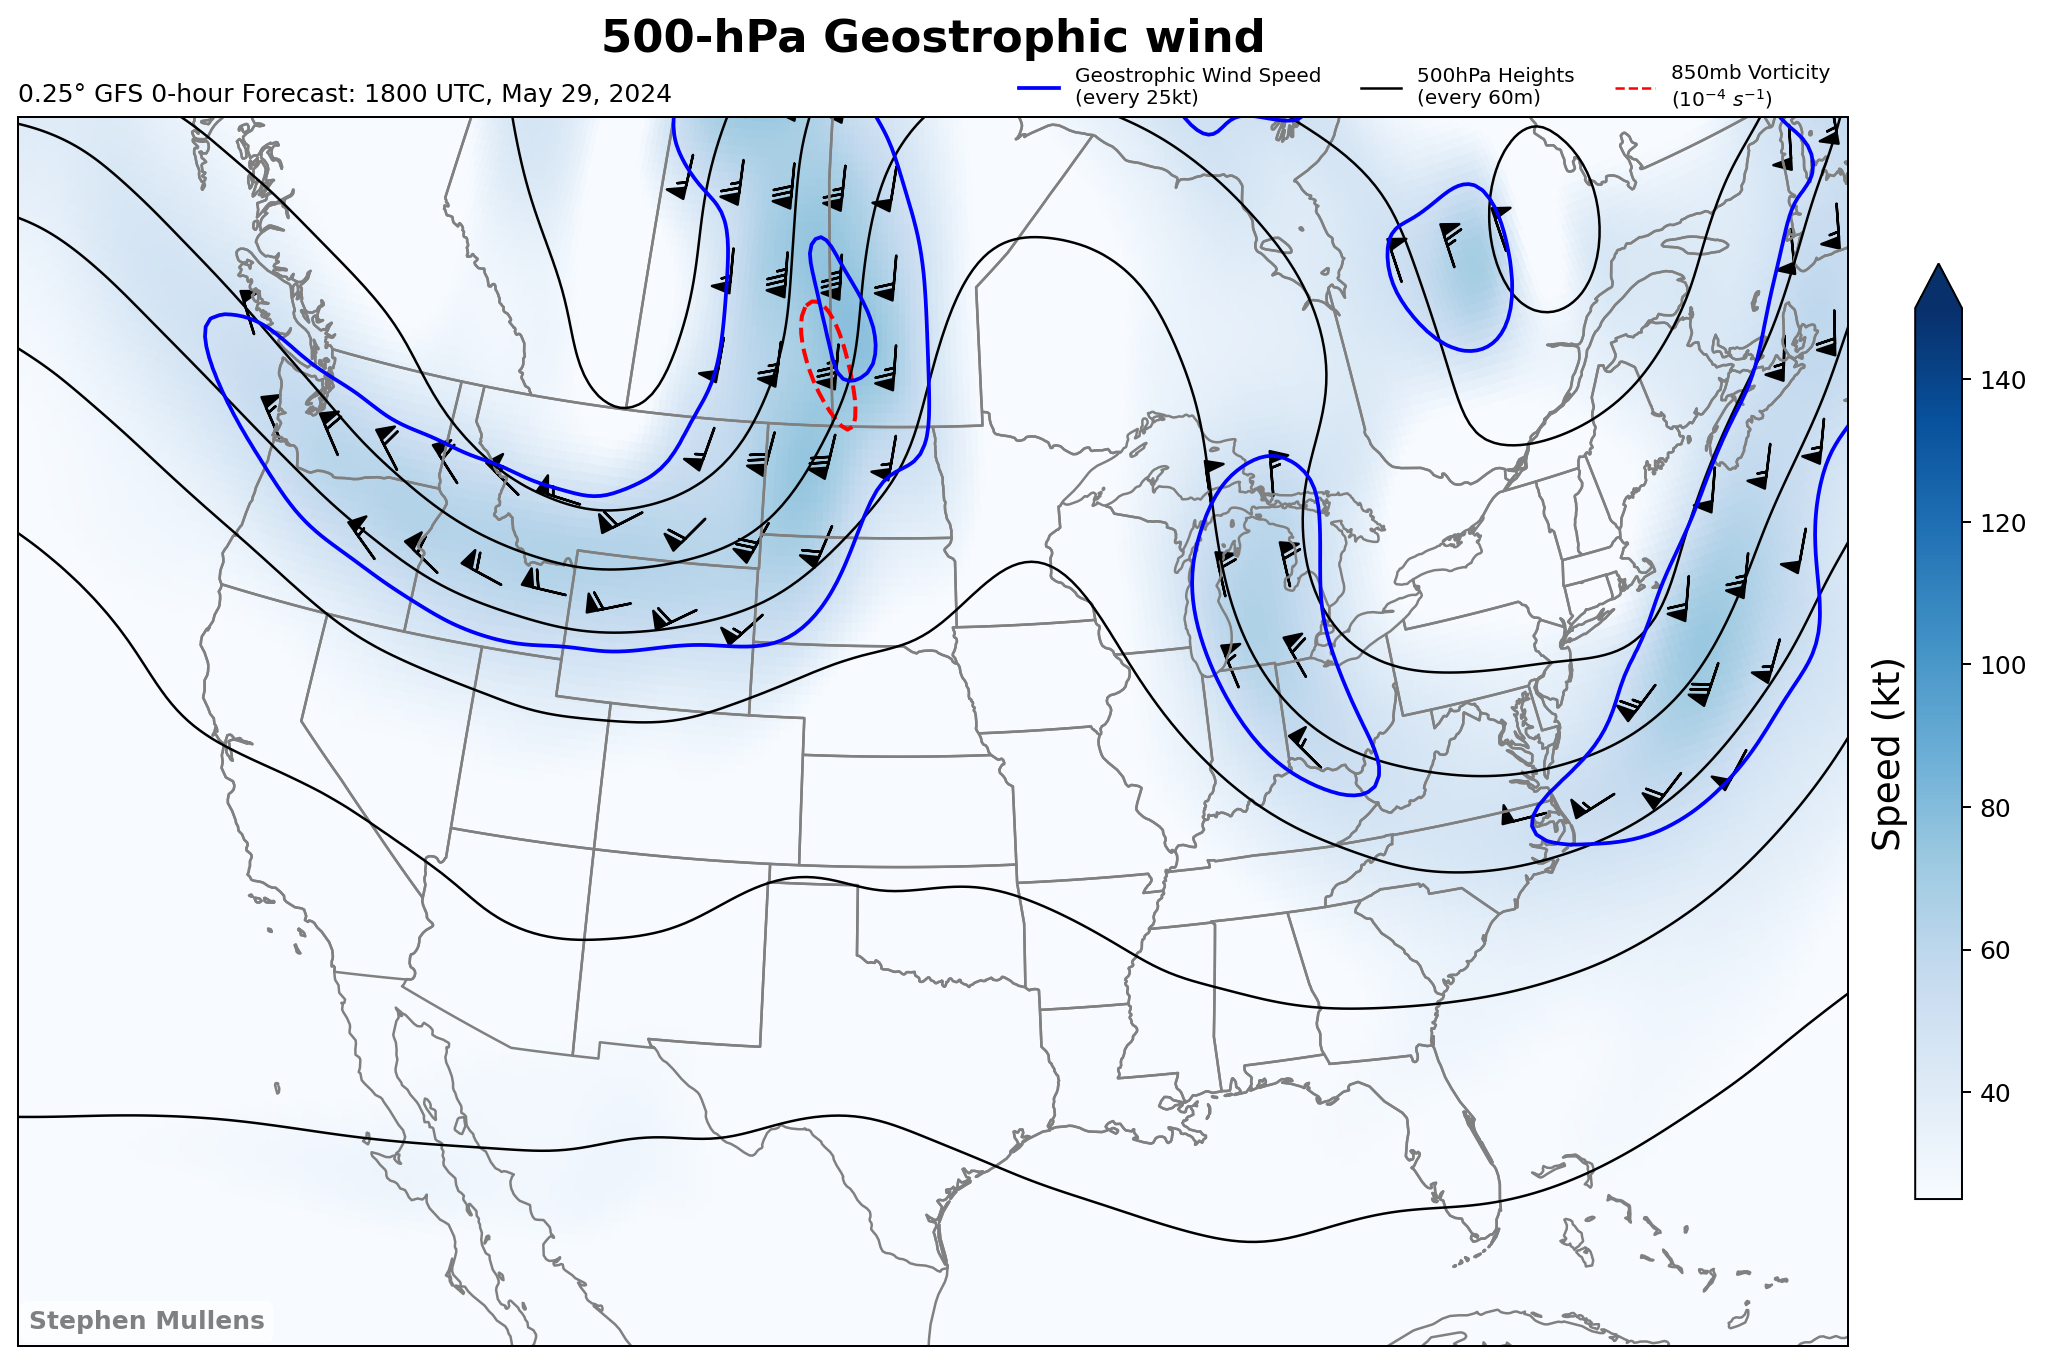 500-hPa Geostrophic wind
0.25° GFS 0-hour Forecast: 1800 UTC, May 29, 2024
Geostrophic Wind Speed
(every 25kt)
500hPa Heights
(every 60m)
850mb Vorticity
(10⁻⁴ s⁻¹)
140
120
100
80
60
40
Speed (kt)
Stephen Mullens